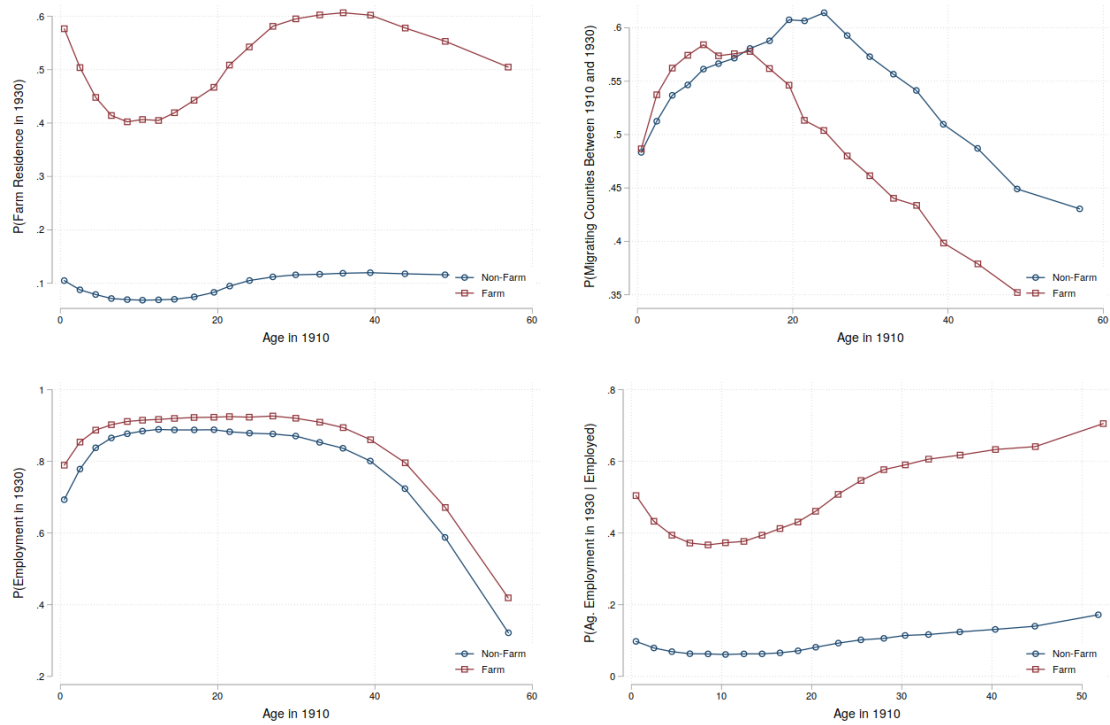 P(Farm Residence in 1930)
.6
.5
.4
.3
.2
.1
Non-Farm
Farm
0
20
40
60
Age in 1910
P(Migrating Counties Between 1910 and 1930)
.6
.55
.5
.45
.4
.35
Non-Farm
Farm
0
20
40
60
Age in 1910
P(Employment in 1930)
1
.8
.6
.4
.2
Non-Farm
Farm
0
20
40
60
Age in 1910
P(Ag. Employment in 1930 | Employed)
.8
.6
.4
.2
0
Non-Farm
Farm
0
10
20
30
40
50
Age in 1910